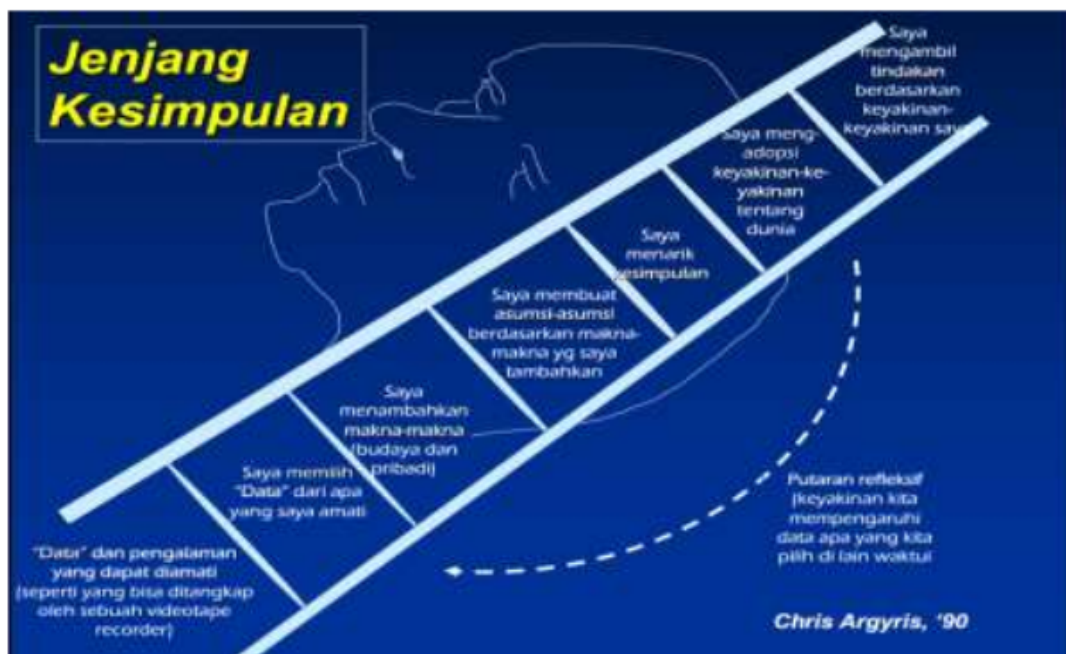 Jenjang
Kesimpulan
Saya
mengambil
tindakan
berdasarkan
keyakinan-
keyakinan saya
Saya meng-
adopsi
keyakinan-ke-
yakinan
tentang
dunia
Saya
menarik
kesimpulan
Saya membuat
asumsi-asumsi
berdasarkan makna-
makna yg saya
tambahkan
Saya
menambahkan
makna-makna
(budaya dan
pribadi)
Saya memilih
"Data" dari apa
yang saya amati
"Data" dan pengalaman
yang dapat diamati
(seperti yang bisa ditangkap
oleh sebuah videotape
recorder)
Putaran refleksif
(keyakinan kita
mempengaruhi
data apa yang kita
pilih di lain waktu)
Chris Argyris, '90